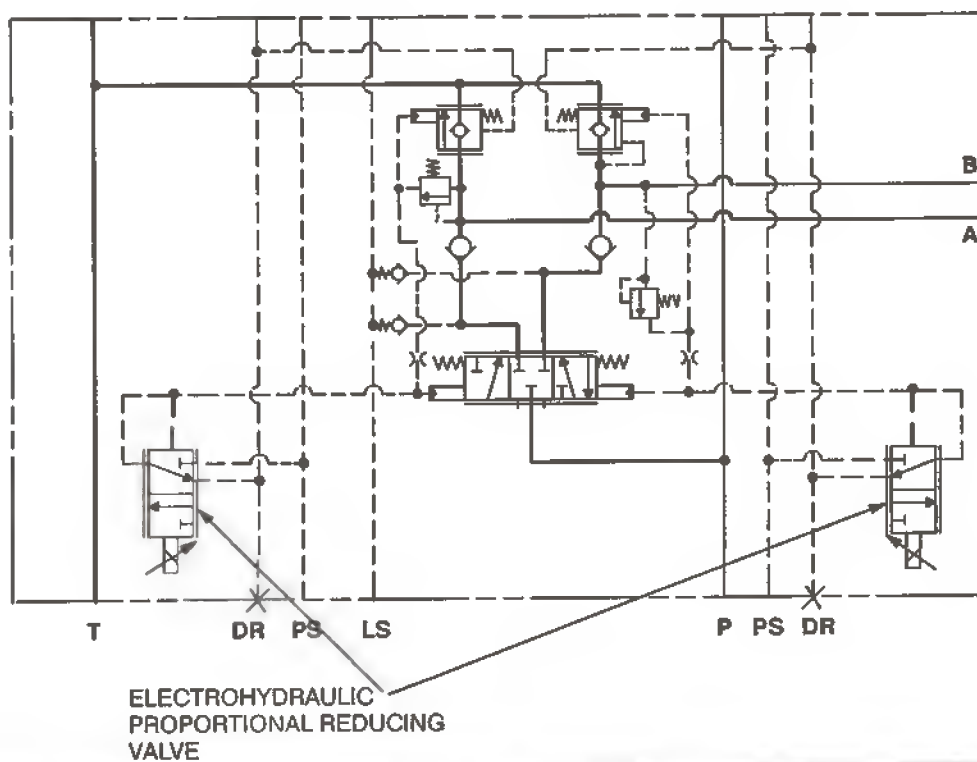 B
A
T DR PS LS P PS DR
ELECTROHYDRAULIC
PROPORTIONAL REDUCING
VALVE